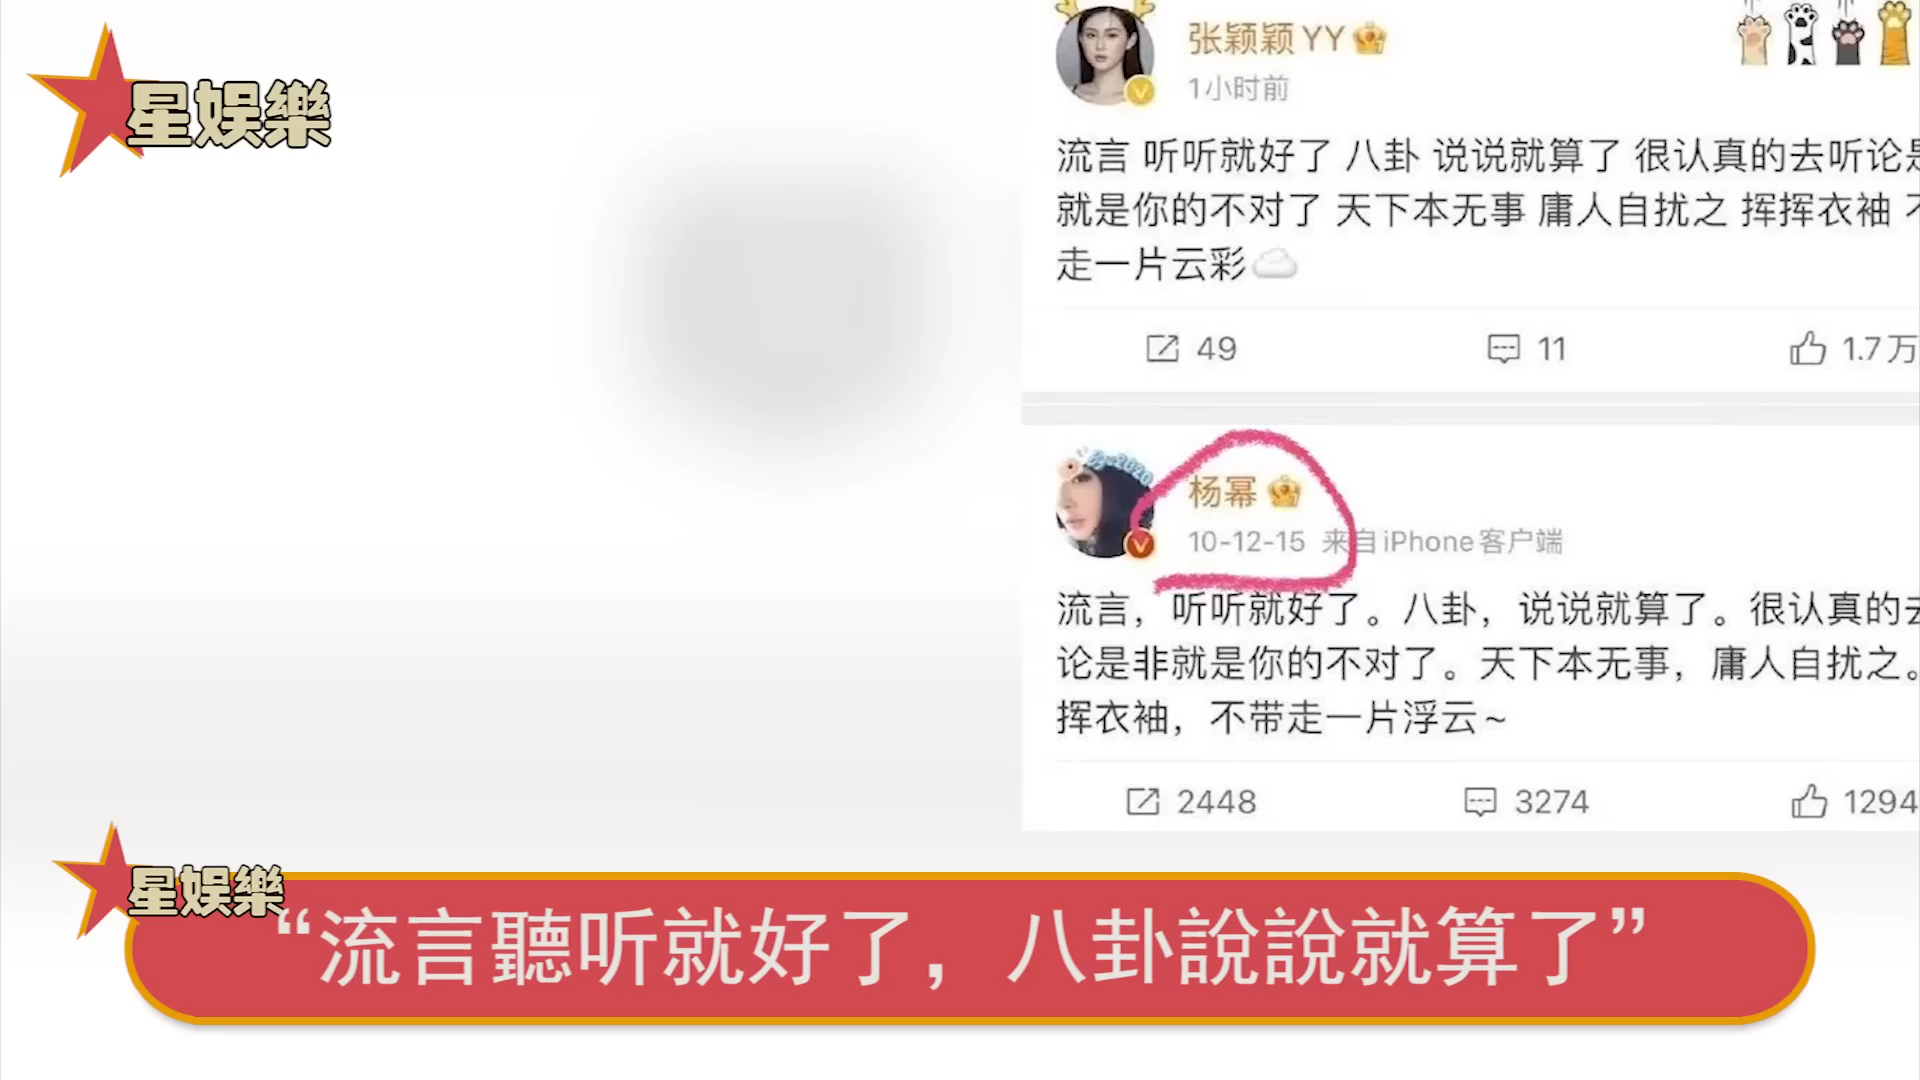 星娱樂
张颖颖YY
1小时前
流言 听听就好了 八卦 说说就算了 很认真的去听论是
就是你的不对了 天下本无事 庸人自扰之 挥挥衣袖 不
走一片云彩
49 11 1.7万
杨幂
10-12-15 来自iPhone客户端
流言，听听就好了。八卦，说说就算了。很认真的去
论是非就是你的不对了。天下本无事，庸人自扰之。
挥衣袖，不带走一片浮云~
2448 3274 1294
星娱樂
“流言聽听就好了，八卦說說就算了”